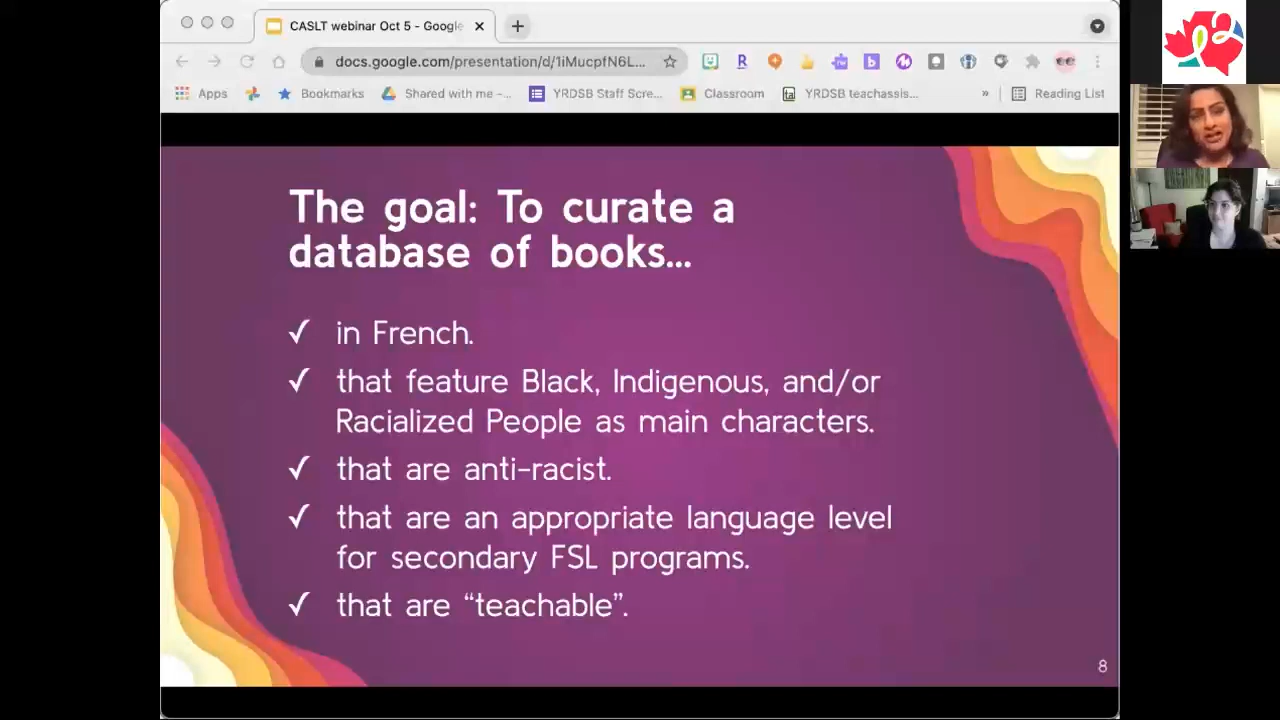 CASLT webinar Oct 5 - Google
docs.google.com/presentation/d/1iMucpfN6L...
Apps
Bookmarks
Shared with me -...
YRDSB Staff Scre...
Classroom
YRDSB teachassis...
»
Reading List
The goal: To curate a
database of books...
✓ in French.
✓ that feature Black, Indigenous, and/or
Racialized People as main characters.
✓ that are anti-racist.
✓ that are an appropriate language level
for secondary FSL programs.
✓ that are “teachable”.
8